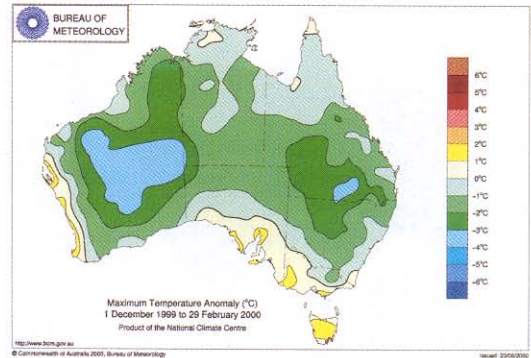 BUREAU OF
METEOROLOGY
6°C
5°C
4°C
3°C
2°C
1°C
0°C
-1°C
-2°C
-3°C
-4°C
-5°C
-6°C
Maximum Temperature Anomaly (°C)
1 December 1999 to 29 February 2000
Product of the National Climate Centre
http://www.bom.gov.au
© Commonwealth of Australia 2000, Bureau of Meteorology
Issued: